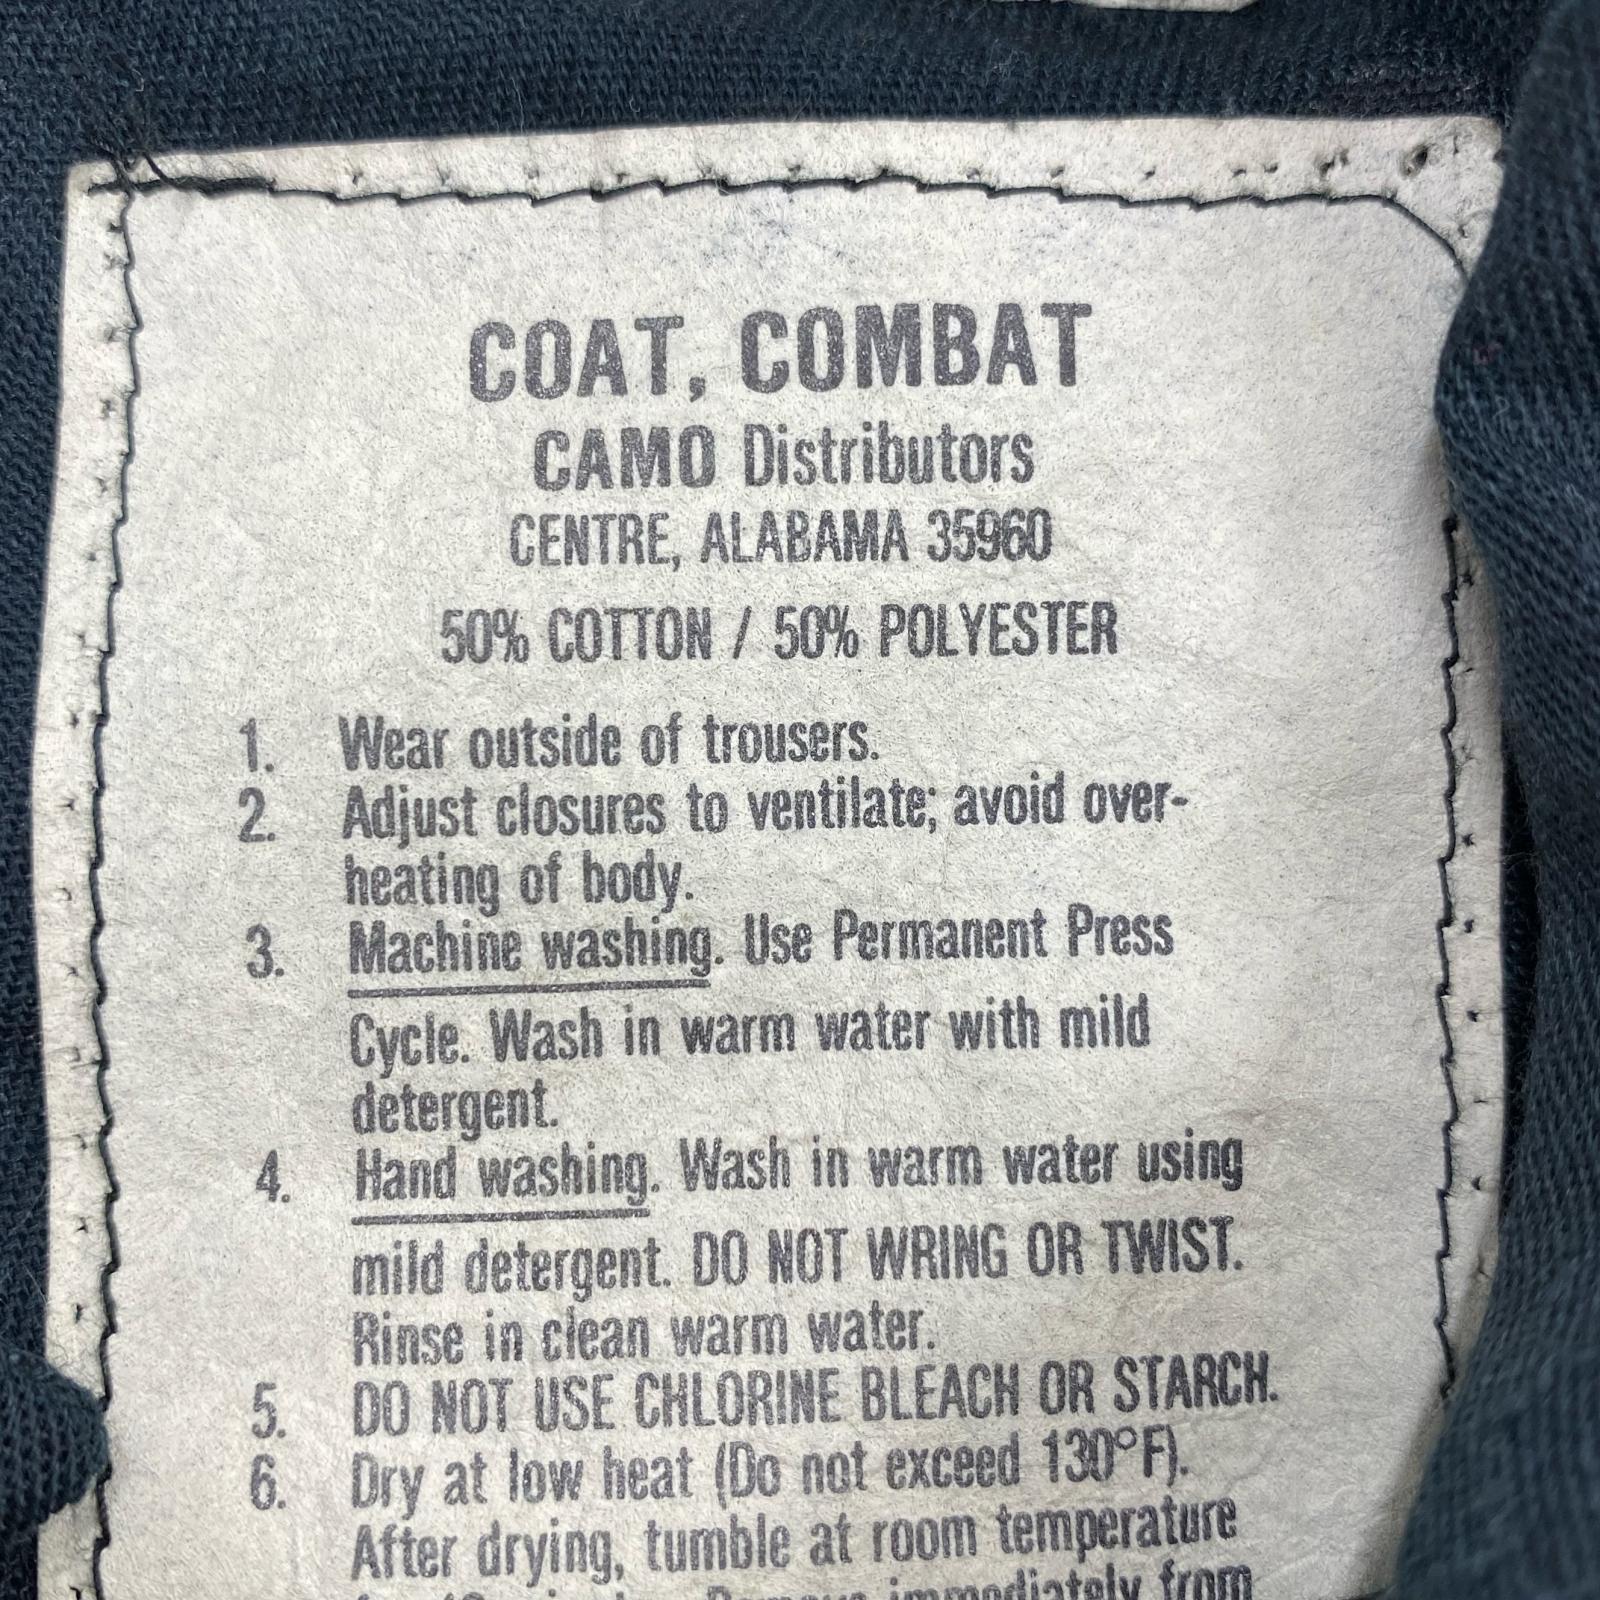 COAT, COMBAT
CAMO Distributors
CENTRE, ALABAMA 35960
50% COTTON / 50% POLYESTER
1. Wear outside of trousers.
2. Adjust closures to ventilate; avoid over-
heating of body.
3. Machine washing. Use Permanent Press
Cycle. Wash in warm water with mild
detergent.
4. Hand washing. Wash in warm water using
mild detergent. DO NOT WRING OR TWIST.
Rinse in clean warm water.
5. DO NOT USE CHLORINE BLEACH OR STARCH.
6. Dry at low heat (Do not exceed 130°F).
After drying, tumble at room temperature
immediately from